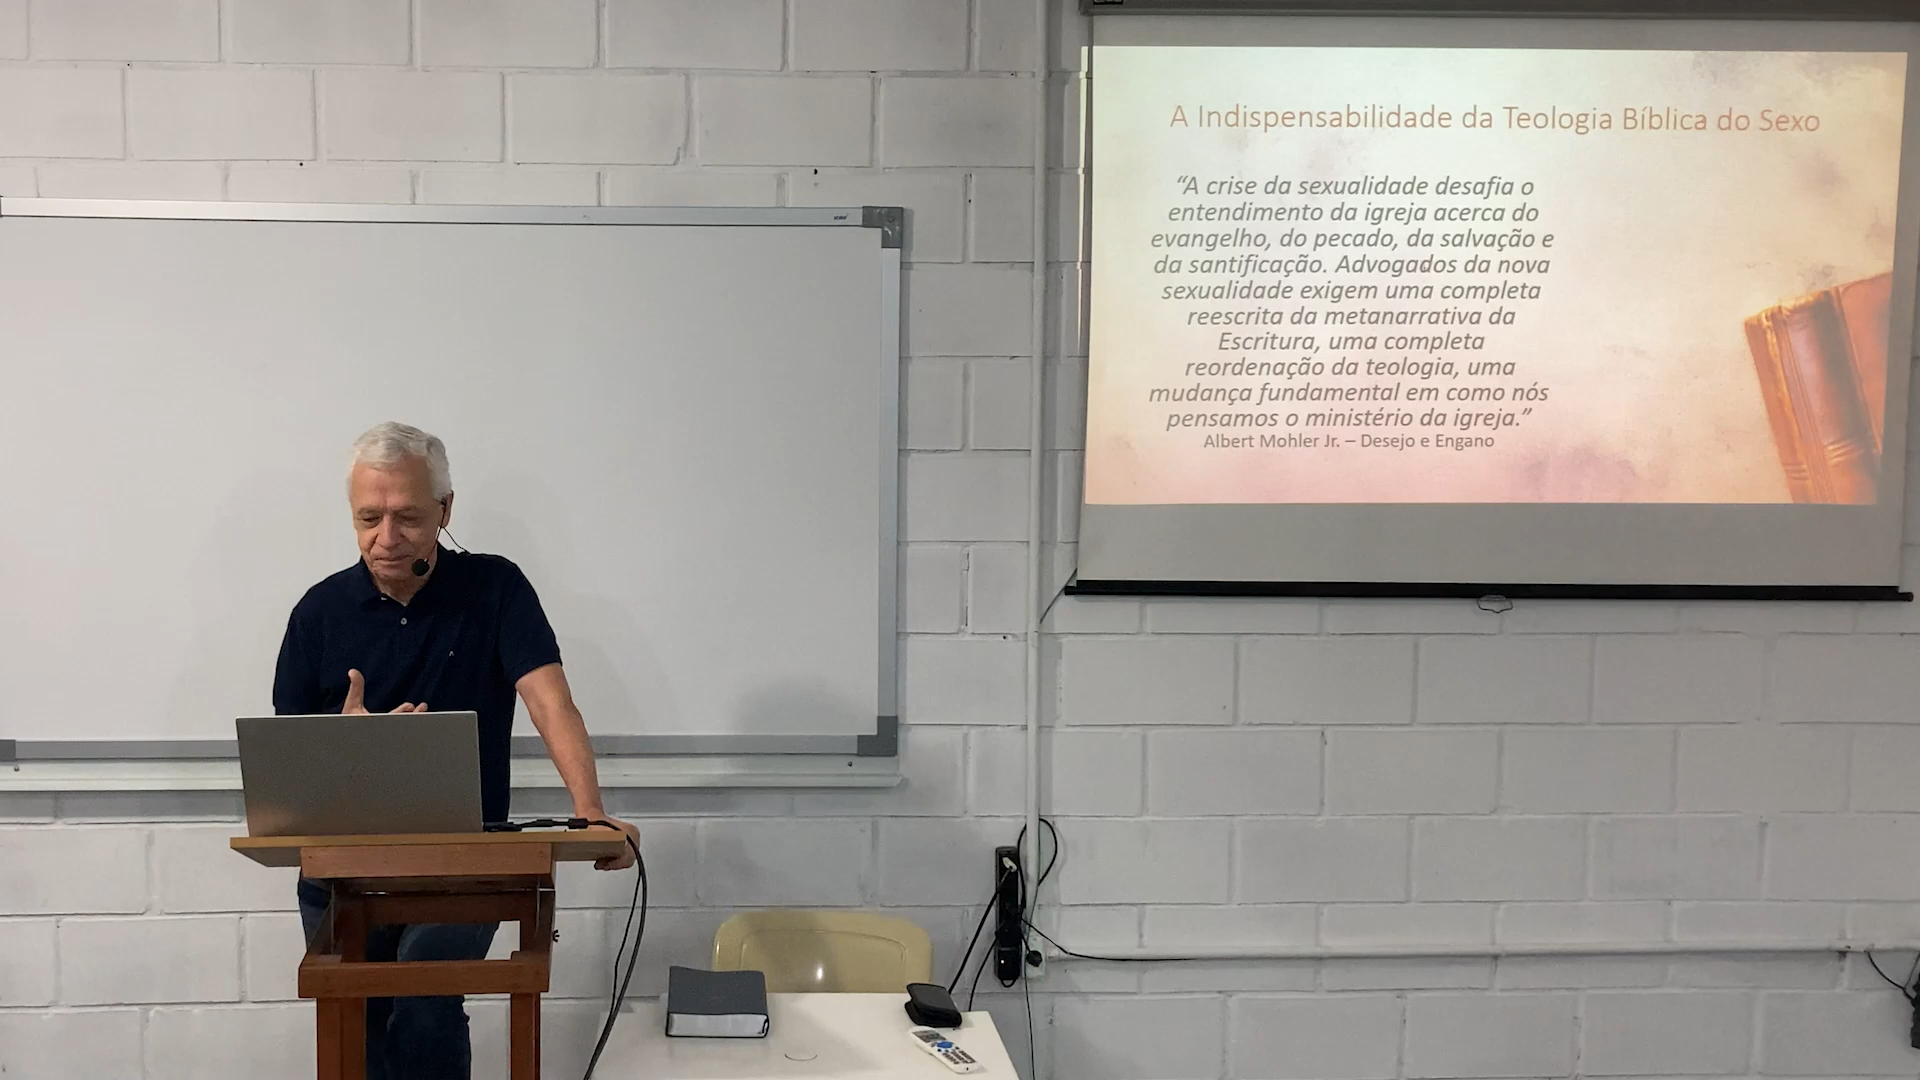 A Indispensabilidade da Teologia Bíblica do Sexo
“A crise da sexualidade desafia o
entendimento da igreja acerca do
evangelho, do pecado, da salvação e
da santificação. Advogados da nova
sexualidade exigem uma completa
reescrita da metanarrativa da
Escritura, uma completa
reordenação da teologia, uma
mudança fundamental em como nós
pensamos o ministério da igreja.”
Albert Mohler Jr. – Desejo e Engano